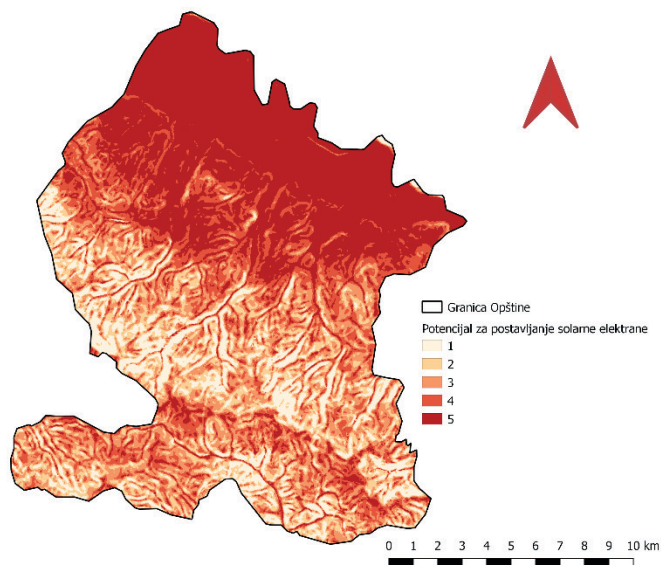 Granica Opštine
Potencijal za postavljanje solarne elektrane
1
2
3
4
5
0 1 2 3 4 5 6 7 8 9 10 km